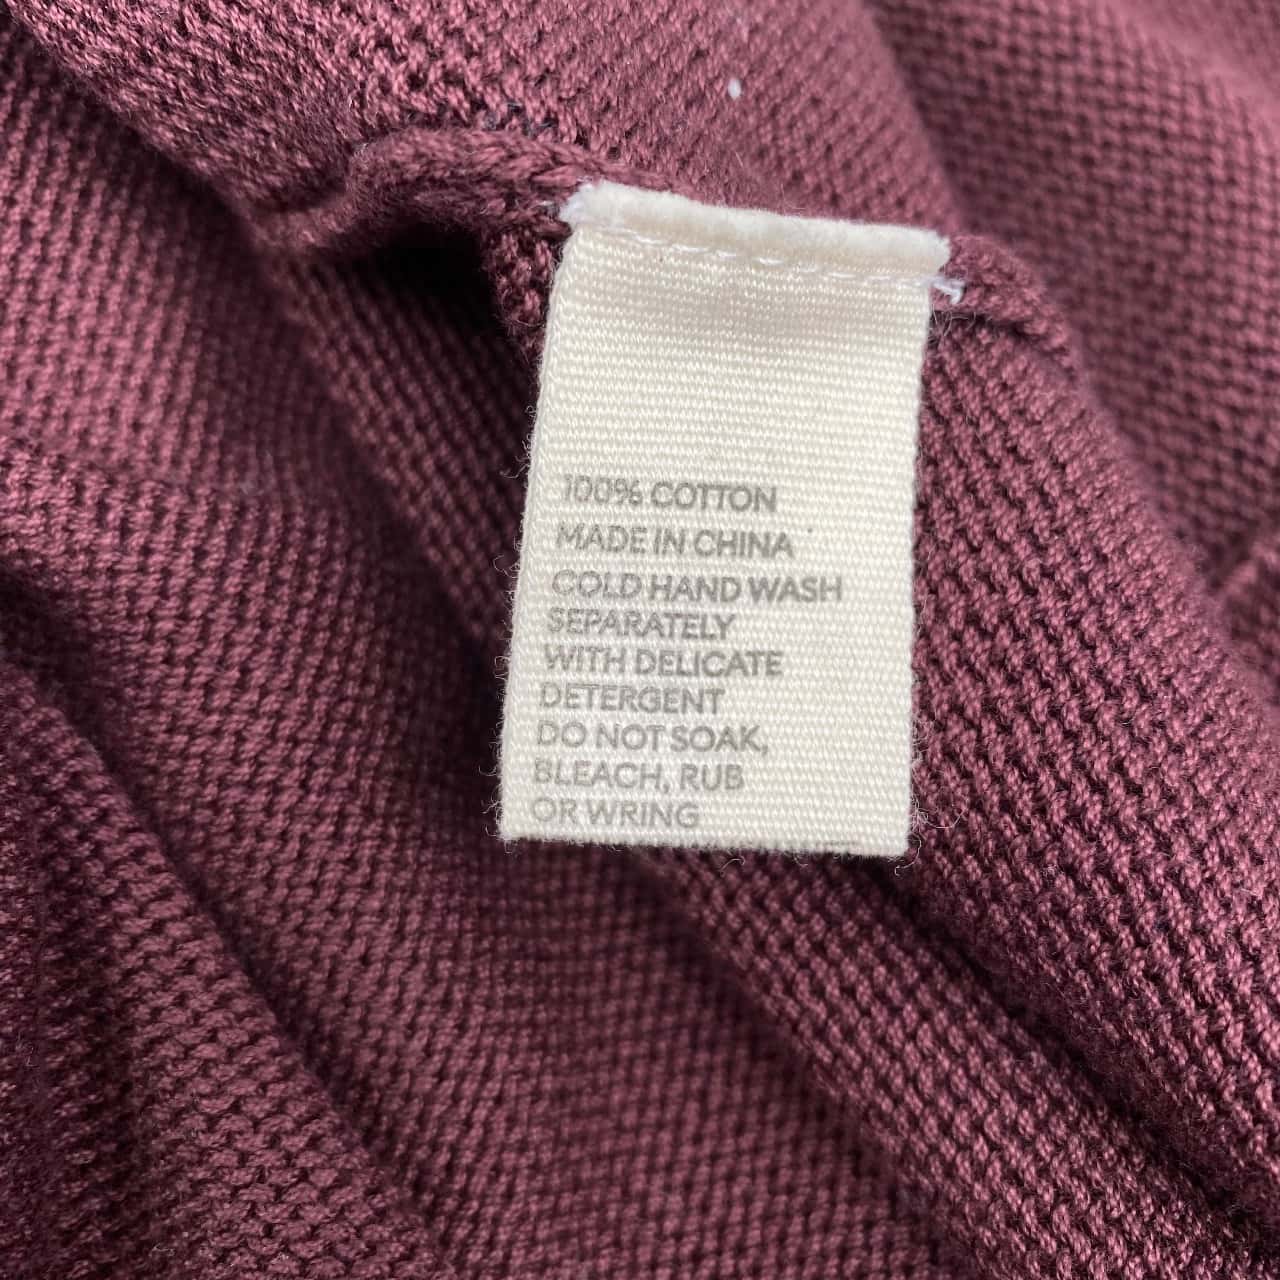 100% COTTON
MADE IN CHINA
COLD HAND WASH
SEPARATELY
WITH DELICATE
DETERGENT
DO NOT SOAK,
BLEACH, RUB
OR WRING